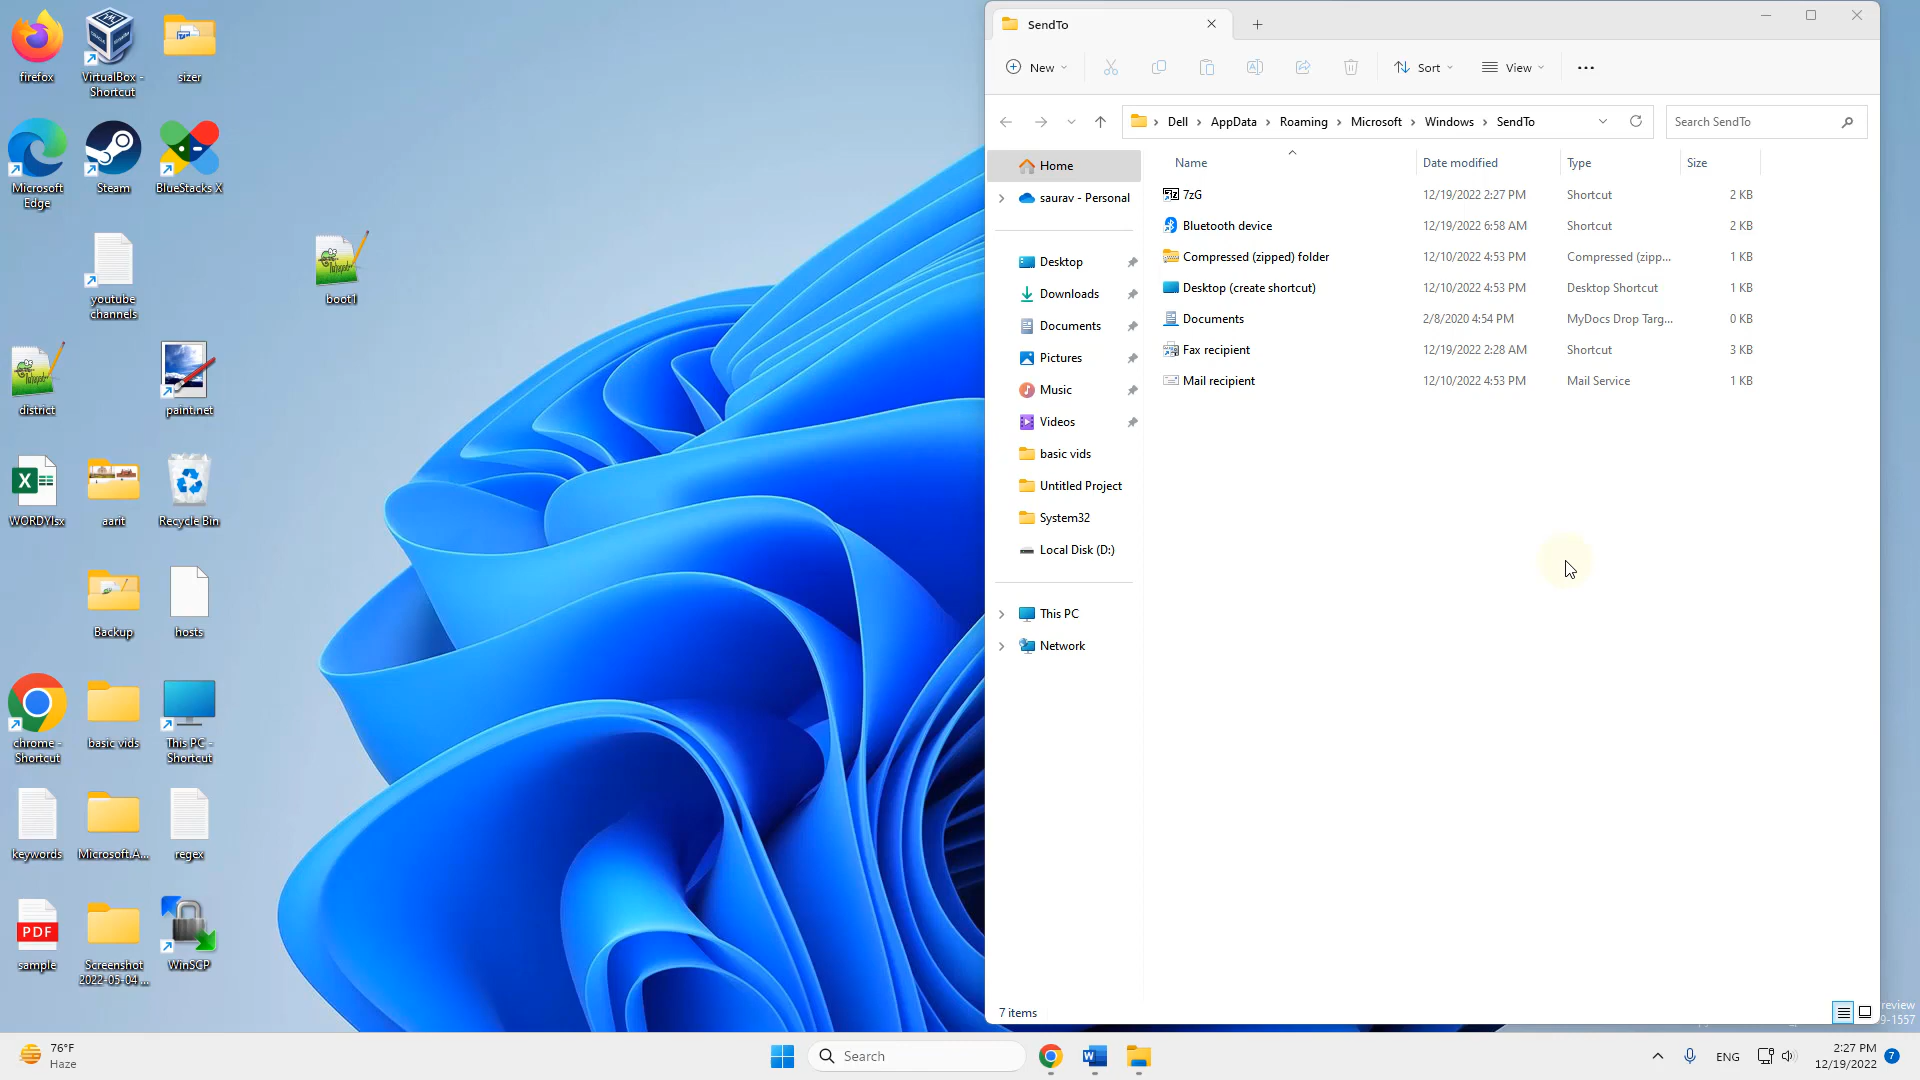 firefox
VirtualBox -
Shortcut
sizer
Microsoft
Edge
Steam
BlueStacks X
youtube
channels
boot1
district
paint.net
WORDYlsx
aarit
Recycle Bin
Backup
hosts
chrome -
Shortcut
basic vids
This PC -
Shortcut
keywords
Microsoft.A...
regex
PDF
sample
Screenshot
2022-05-04 ...
WinSCP
SendTo
New
Sort
View
Dell > AppData > Roaming > Microsoft > Windows > SendTo
Search SendTo
Home
saurav - Personal
Desktop
Downloads
Documents
Pictures
Music
Videos
basic vids
Untitled Project
System32
Local Disk (D:)
This PC
Network
Name Date modified Type Size
7zG 12/19/2022 2:27 PM Shortcut 2 KB
Bluetooth device 12/19/2022 6:58 AM Shortcut 2 KB
Compressed (zipped) folder 12/10/2022 4:53 PM Compressed (zipp... 1 KB
Desktop (create shortcut) 12/10/2022 4:53 PM Desktop Shortcut 1 KB
Documents 2/8/2020 4:54 PM MyDocs Drop Targ... 0 KB
Fax recipient 12/19/2022 2:28 AM Shortcut 3 KB
Mail recipient 12/10/2022 4:53 PM Mail Service 1 KB
7 items
review
9-1557
76°F
Haze
Search
ENG
2:27 PM
12/19/2022
7